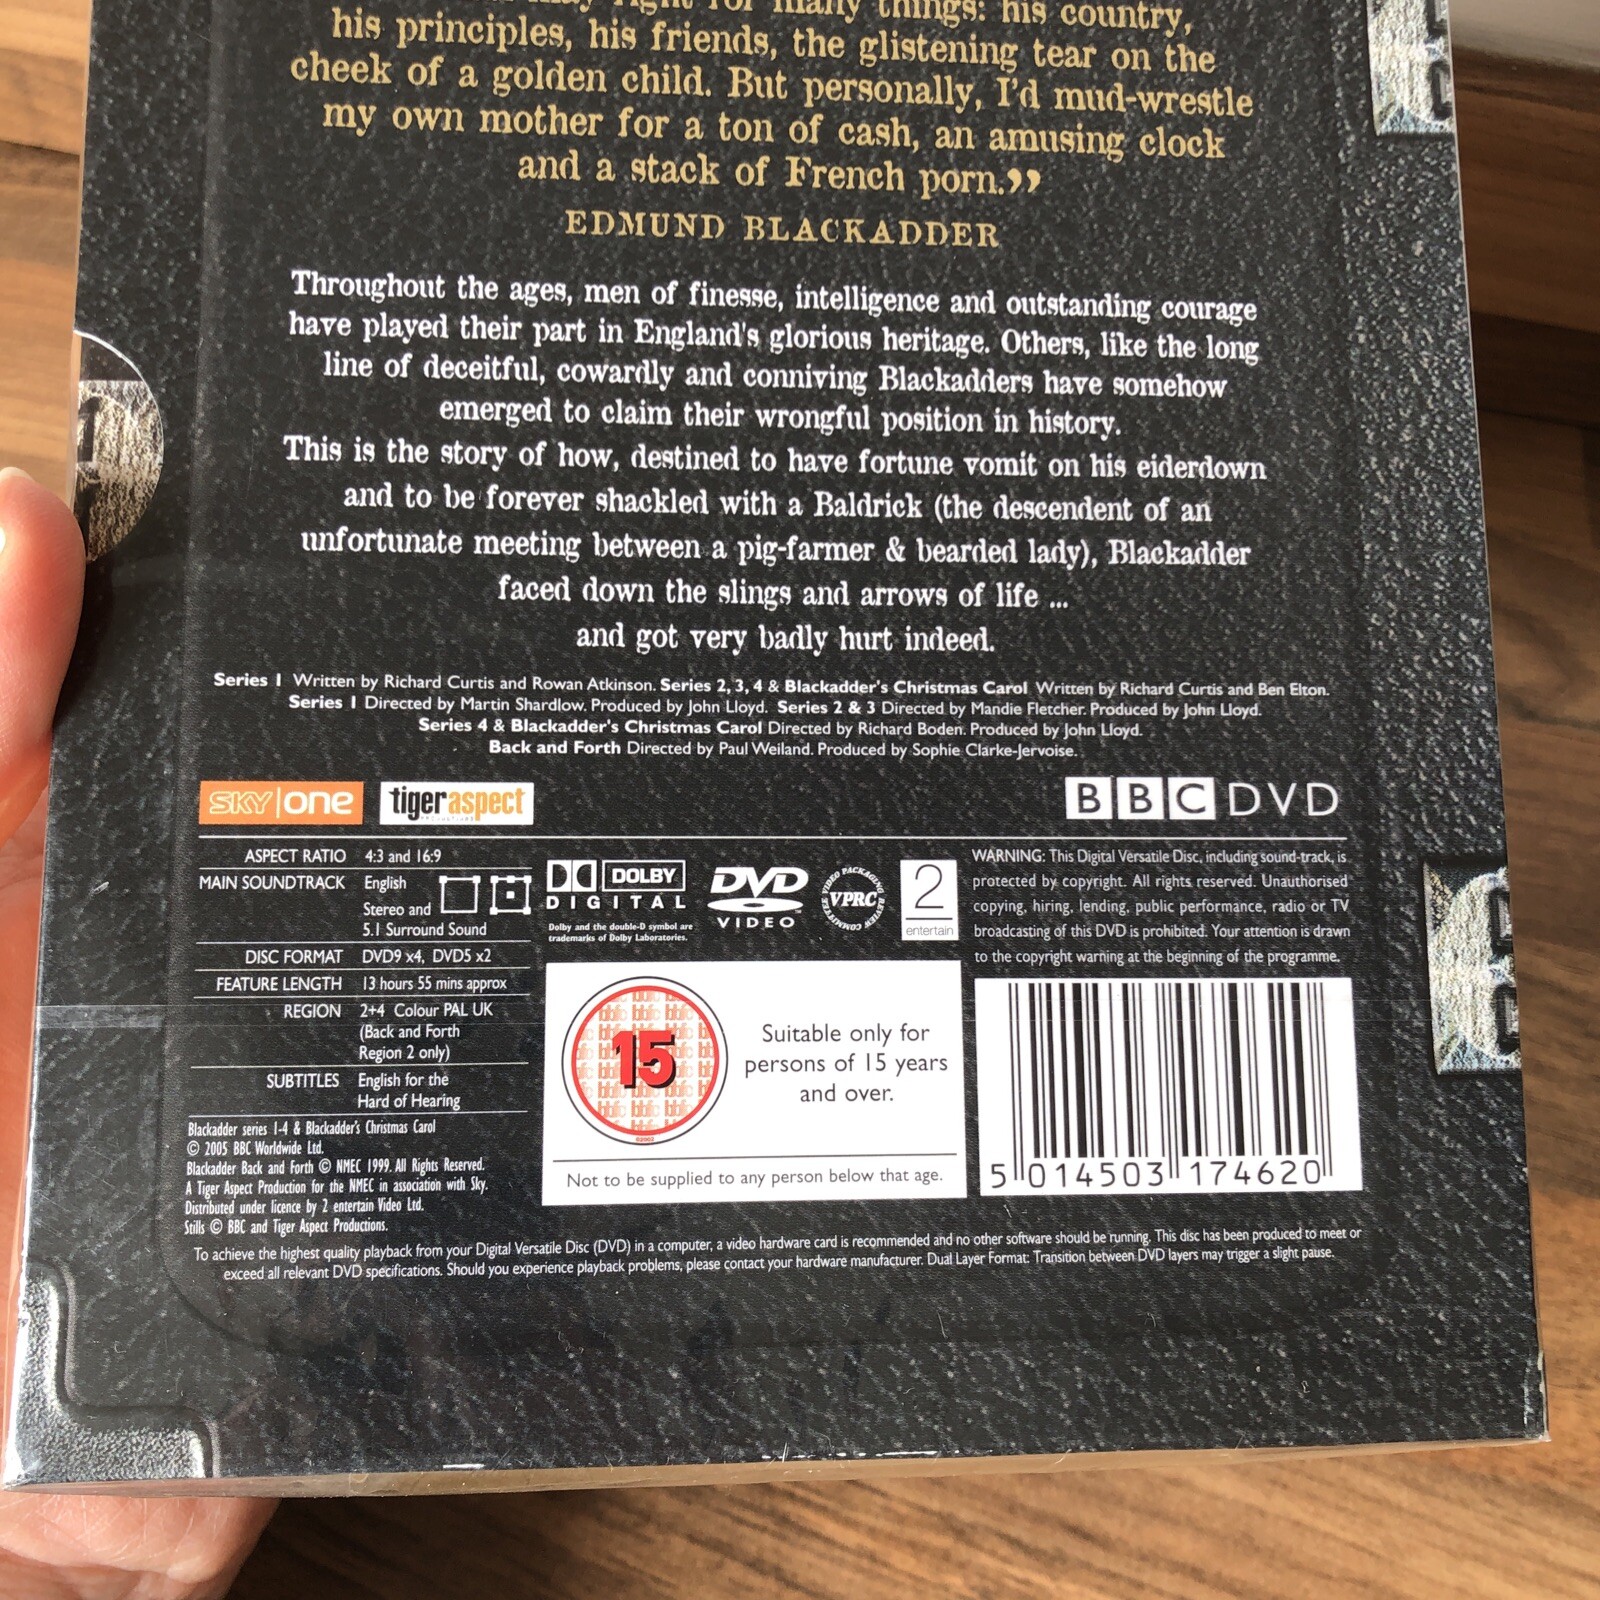 may fight for many things: his country,
his principles, his friends, the glistening tear on the
cheek of a golden child. But personally, I'd mud-wrestle
my own mother for a ton of cash, an amusing clock
and a stack of French porn.”
EDMUND BLACKADDER
Throughout the ages, men of finesse, intelligence and outstanding courage
have played their part in England's glorious heritage. Others, like the long
line of deceitful, cowardly and conniving Blackadders have somehow
emerged to claim their wrongful position in history.
This is the story of how, destined to have fortune vomit on his eiderdown
and to be forever shackled with a Baldrick (the descendent of an
unfortunate meeting between a pig-farmer & bearded lady), Blackadder
faced down the slings and arrows of life ...
and got very badly hurt indeed.
Series 1 Written by Richard Curtis and Rowan Atkinson. Series 2, 3, 4 & Blackadder's Christmas Carol Written by Richard Curtis and Ben Elton.
Series 1 Directed by Martin Shardlow. Produced by John Lloyd. Series 2 & 3 Directed by Mandie Fletcher. Produced by John Lloyd.
Series 4 & Blackadder's Christmas Carol Directed by Richard Boden. Produced by John Lloyd.
Back and Forth Directed by Paul Weiland. Produced by Sophie Clarke-Jervoise.
SKY|ONE
tigeraspect
PRODUCTIONS
BBC DVD
ASPECT RATIO 4:3 and 16:9
MAIN SOUNDTRACK English
Stereo and
5.1 Surround Sound
DISC FORMAT DVD9 x4, DVD5 x2
FEATURE LENGTH 13 hours 55 mins approx
REGION 2+4 Colour PAL UK
(Back and Forth
Region 2 only)
SUBTITLES English for the
Hard of Hearing
DOLBY
DIGITAL
Dolby and the double-D symbol are
trademarks of Dolby Laboratories.
DVD
VIDEO
VIDEO PACKAGING REVIEW COMMITTEE
VPRC
2
entertain
WARNING: This Digital Versatile Disc, including sound-track, is
protected by copyright. All rights reserved. Unauthorised
copying, hiring, lending, public performance, radio or TV
broadcasting of this DVD is prohibited. Your attention is drawn
to the copyright warning at the beginning of the programme.
15
bbfc
Suitable only for
persons of 15 years
and over.
Not to be supplied to any person below that age.
5 014503 174620
Blackadder series 1-4 & Blackadder's Christmas Carol
© 2005 BBC Worldwide Ltd.
Blackadder Back and Forth © NMEC 1999. All Rights Reserved.
A Tiger Aspect Production for the NMEC in association with Sky.
Distributed under licence by 2 entertain Video Ltd.
Stills © BBC and Tiger Aspect Productions.
To achieve the highest quality playback from your Digital Versatile Disc (DVD) in a computer, a video hardware card is recommended and no other software should be running. This disc has been produced to meet or
exceed all relevant DVD specifications. Should you experience playback problems, please contact your hardware manufacturer. Dual Layer Format: Transition between DVD layers may trigger a slight pause.